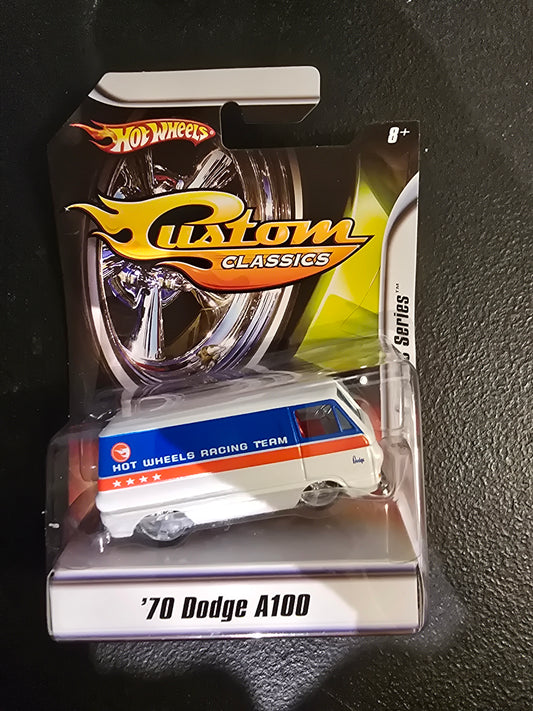 HOT WHEELS
8+
Custom
CLASSICS
Series™
HOT WHEELS RACING TEAM
Dodge
'70 Dodge A100